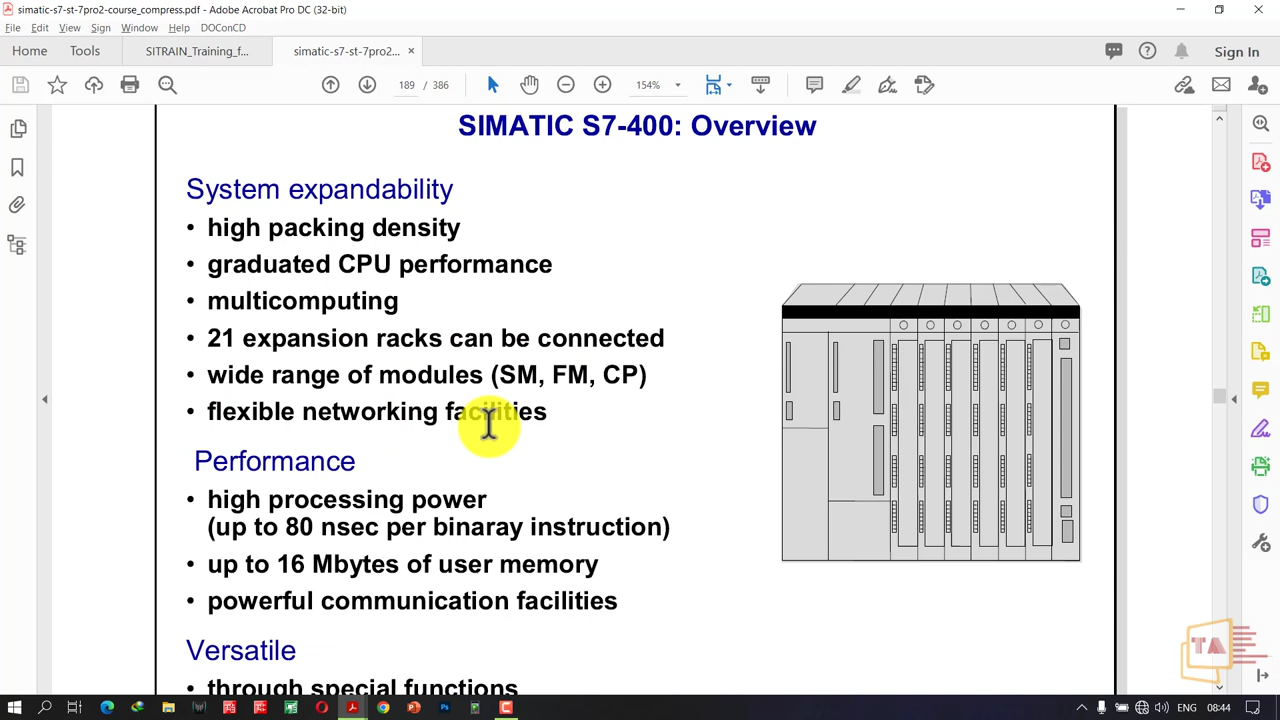 simatic-s7-st-7pro2-course_compress.pdf - Adobe Acrobat Pro DC (32-bit)
File Edit View Sign Window Help DOConCD
Home Tools SITRAIN_Training_f... simatic-s7-st-7pro2... × Sign In
189 / 386 154%
SIMATIC S7-400: Overview
System expandability
• high packing density
• graduated CPU performance
• multicomputing
• 21 expansion racks can be connected
• wide range of modules (SM, FM, CP)
• flexible networking facilities
Performance
• high processing power
(up to 80 nsec per binaray instruction)
• up to 16 Mbytes of user memory
• powerful communication facilities
Versatile
• through special functions
TA
ENG 08:44